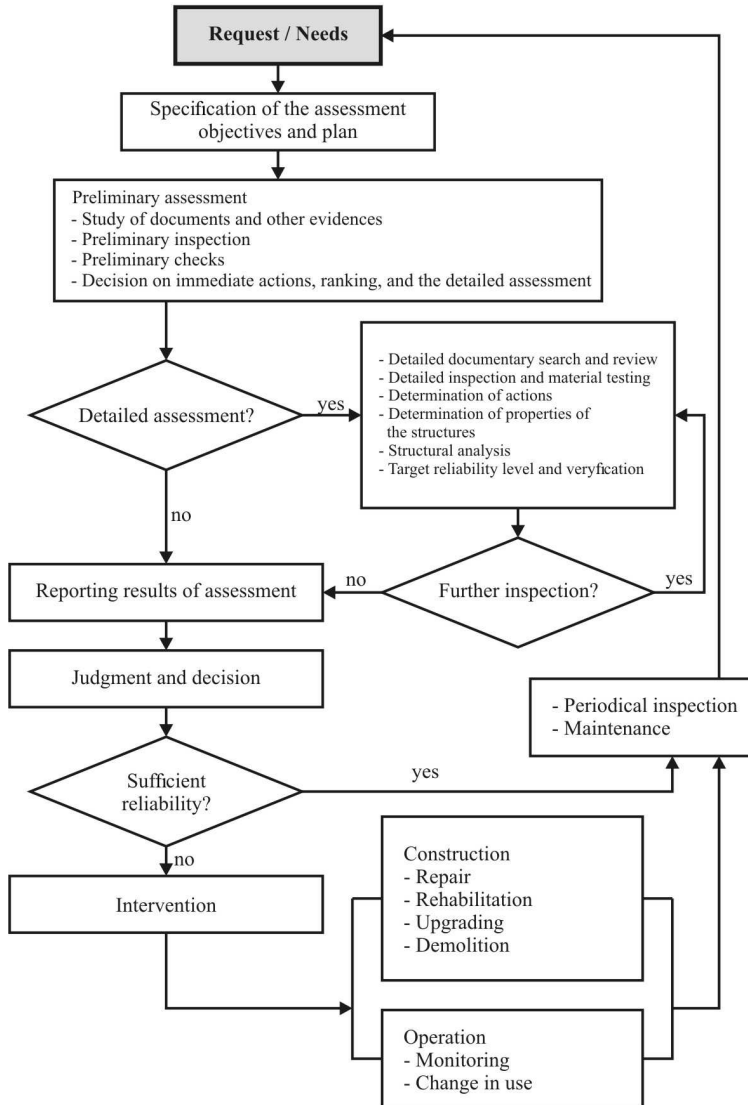 Request / Needs
Specification of the assessment
objectives and plan
Preliminary assessment
- Study of documents and other evidences
- Preliminary inspection
- Preliminary checks
- Decision on immediate actions, ranking, and the detailed assessment
Detailed assessment?
yes
- Detailed documentary search and review
- Detailed inspection and material testing
- Determination of actions
- Determination of properties of
the structures
- Structural analysis
- Target reliability level and veryfication
no
Reporting results of assessment
no
Further inspection?
yes
Judgment and decision
- Periodical inspection
- Maintenance
Sufficient
reliability?
yes
no
Intervention
Construction
- Repair
- Rehabilitation
- Upgrading
- Demolition
Operation
- Monitoring
- Change in use